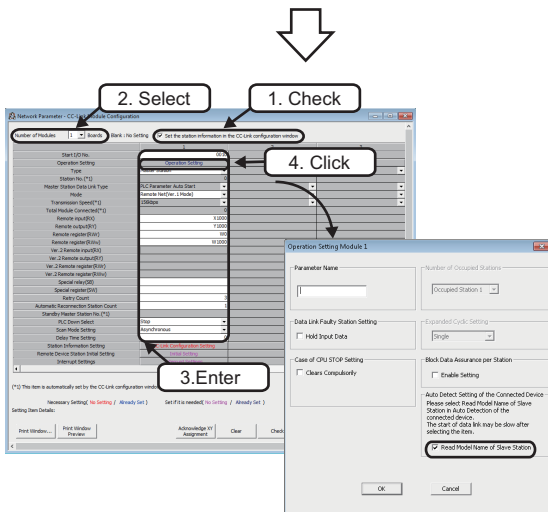 2. Select
1. Check
Network Parameter - CC-Link Module Configuration
Number of Modules 1 Boards Blank : No Setting Set the station information in the CC-Link configuration window
1
Start I/O No.
Operation Setting Operation Setting
4. Click
Type Master Station
Station No.(*1) 0
Master Station Data Link Type PLC Parameter Auto Start
Mode Remote Net(Ver.1 Mode)
Transmission Speed(*1) 156kbps
Total Module Connected(*1)
Remote input(RX) X1000
Remote output(RY) Y1000
Remote register(RWr) W0
Remote register(RWw) W1000
Ver.2 Remote input(RX)
Ver.2 Remote output(RY)
Ver.2 Remote register(RWr)
Ver.2 Remote register(RWw)
Special relay(SB)
Special register(SW)
Retry Count 3
Automatic Reconnection Station Count 1
Standby Master Station No.(*1)
PLC Down Select Stop
Scan Mode Setting Asynchronous
Delay Time Setting 0
Station Information Setting CC-Link Configuration Setting
Remote Device Station Initial Setting Initial Setting
Interrupt Settings
3.Enter
(*1) This item is automatically set by the CC-Link configuration window
Necessary Setting( No Setting / Already Set ) Set if it is needed( No Setting / Already Set )
Setting Item Details:
Print Window... Print Window Preview Acknowledge XY Assignment Clear Check
Operation Setting Module 1
Parameter Name
Number of Occupied Stations
Occupied Station 1
Data Link Faulty Station Setting
Hold Input Data
Expanded Cyclic Setting
Single
Case of CPU STOP Setting
Clears Compulsorily
Block Data Assurance per Station
Enable Setting
Auto Detect Setting of the Connected Device
Please select Read Model Name of Slave
Station in Auto Detection of the
connected device.
The start of data link may be slow after
selecting the item.
Read Model Name of Slave Station
OK
Cancel